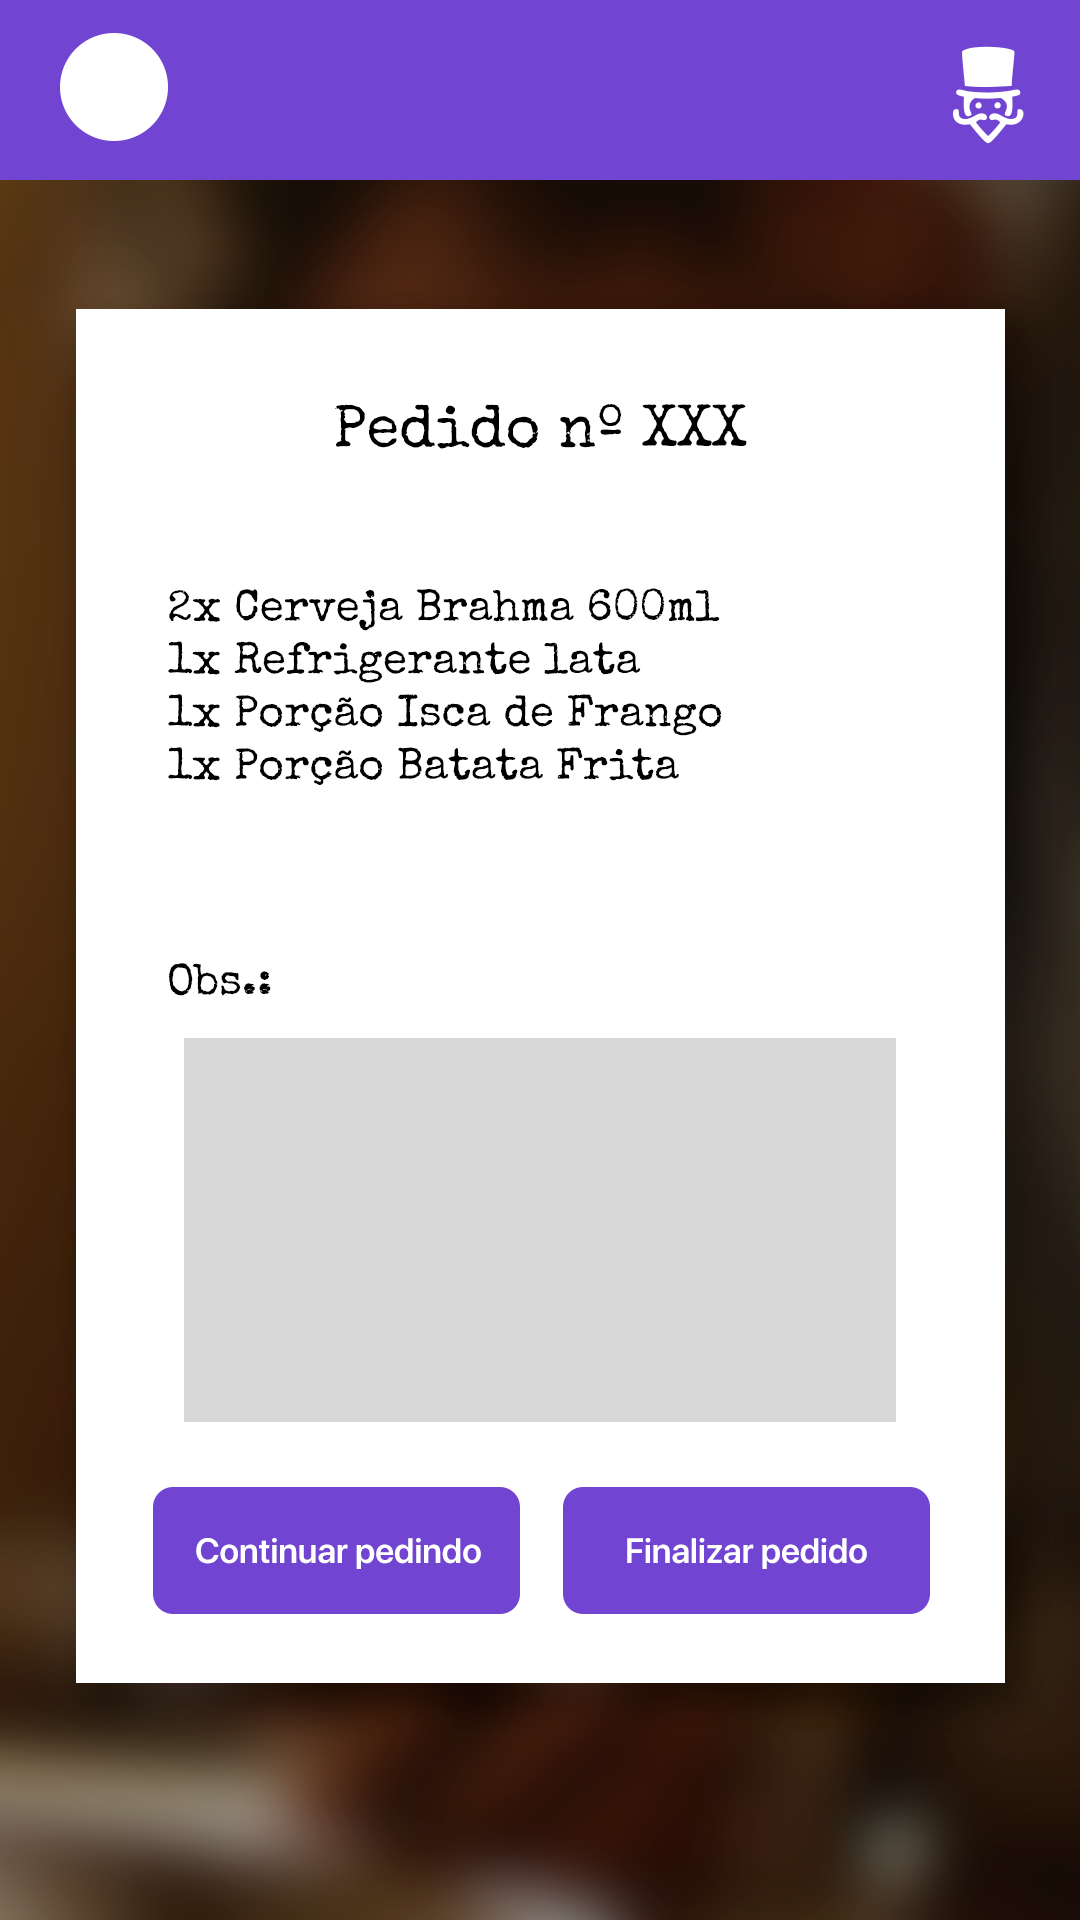 Pedido nº XXX
2x Cerveja Brahma 600ml
1x Refrigerante lata
1x Porção Isca de Frango
1x Porção Batata Frita
Obs.:
Continuar pedindo
Finalizar pedido